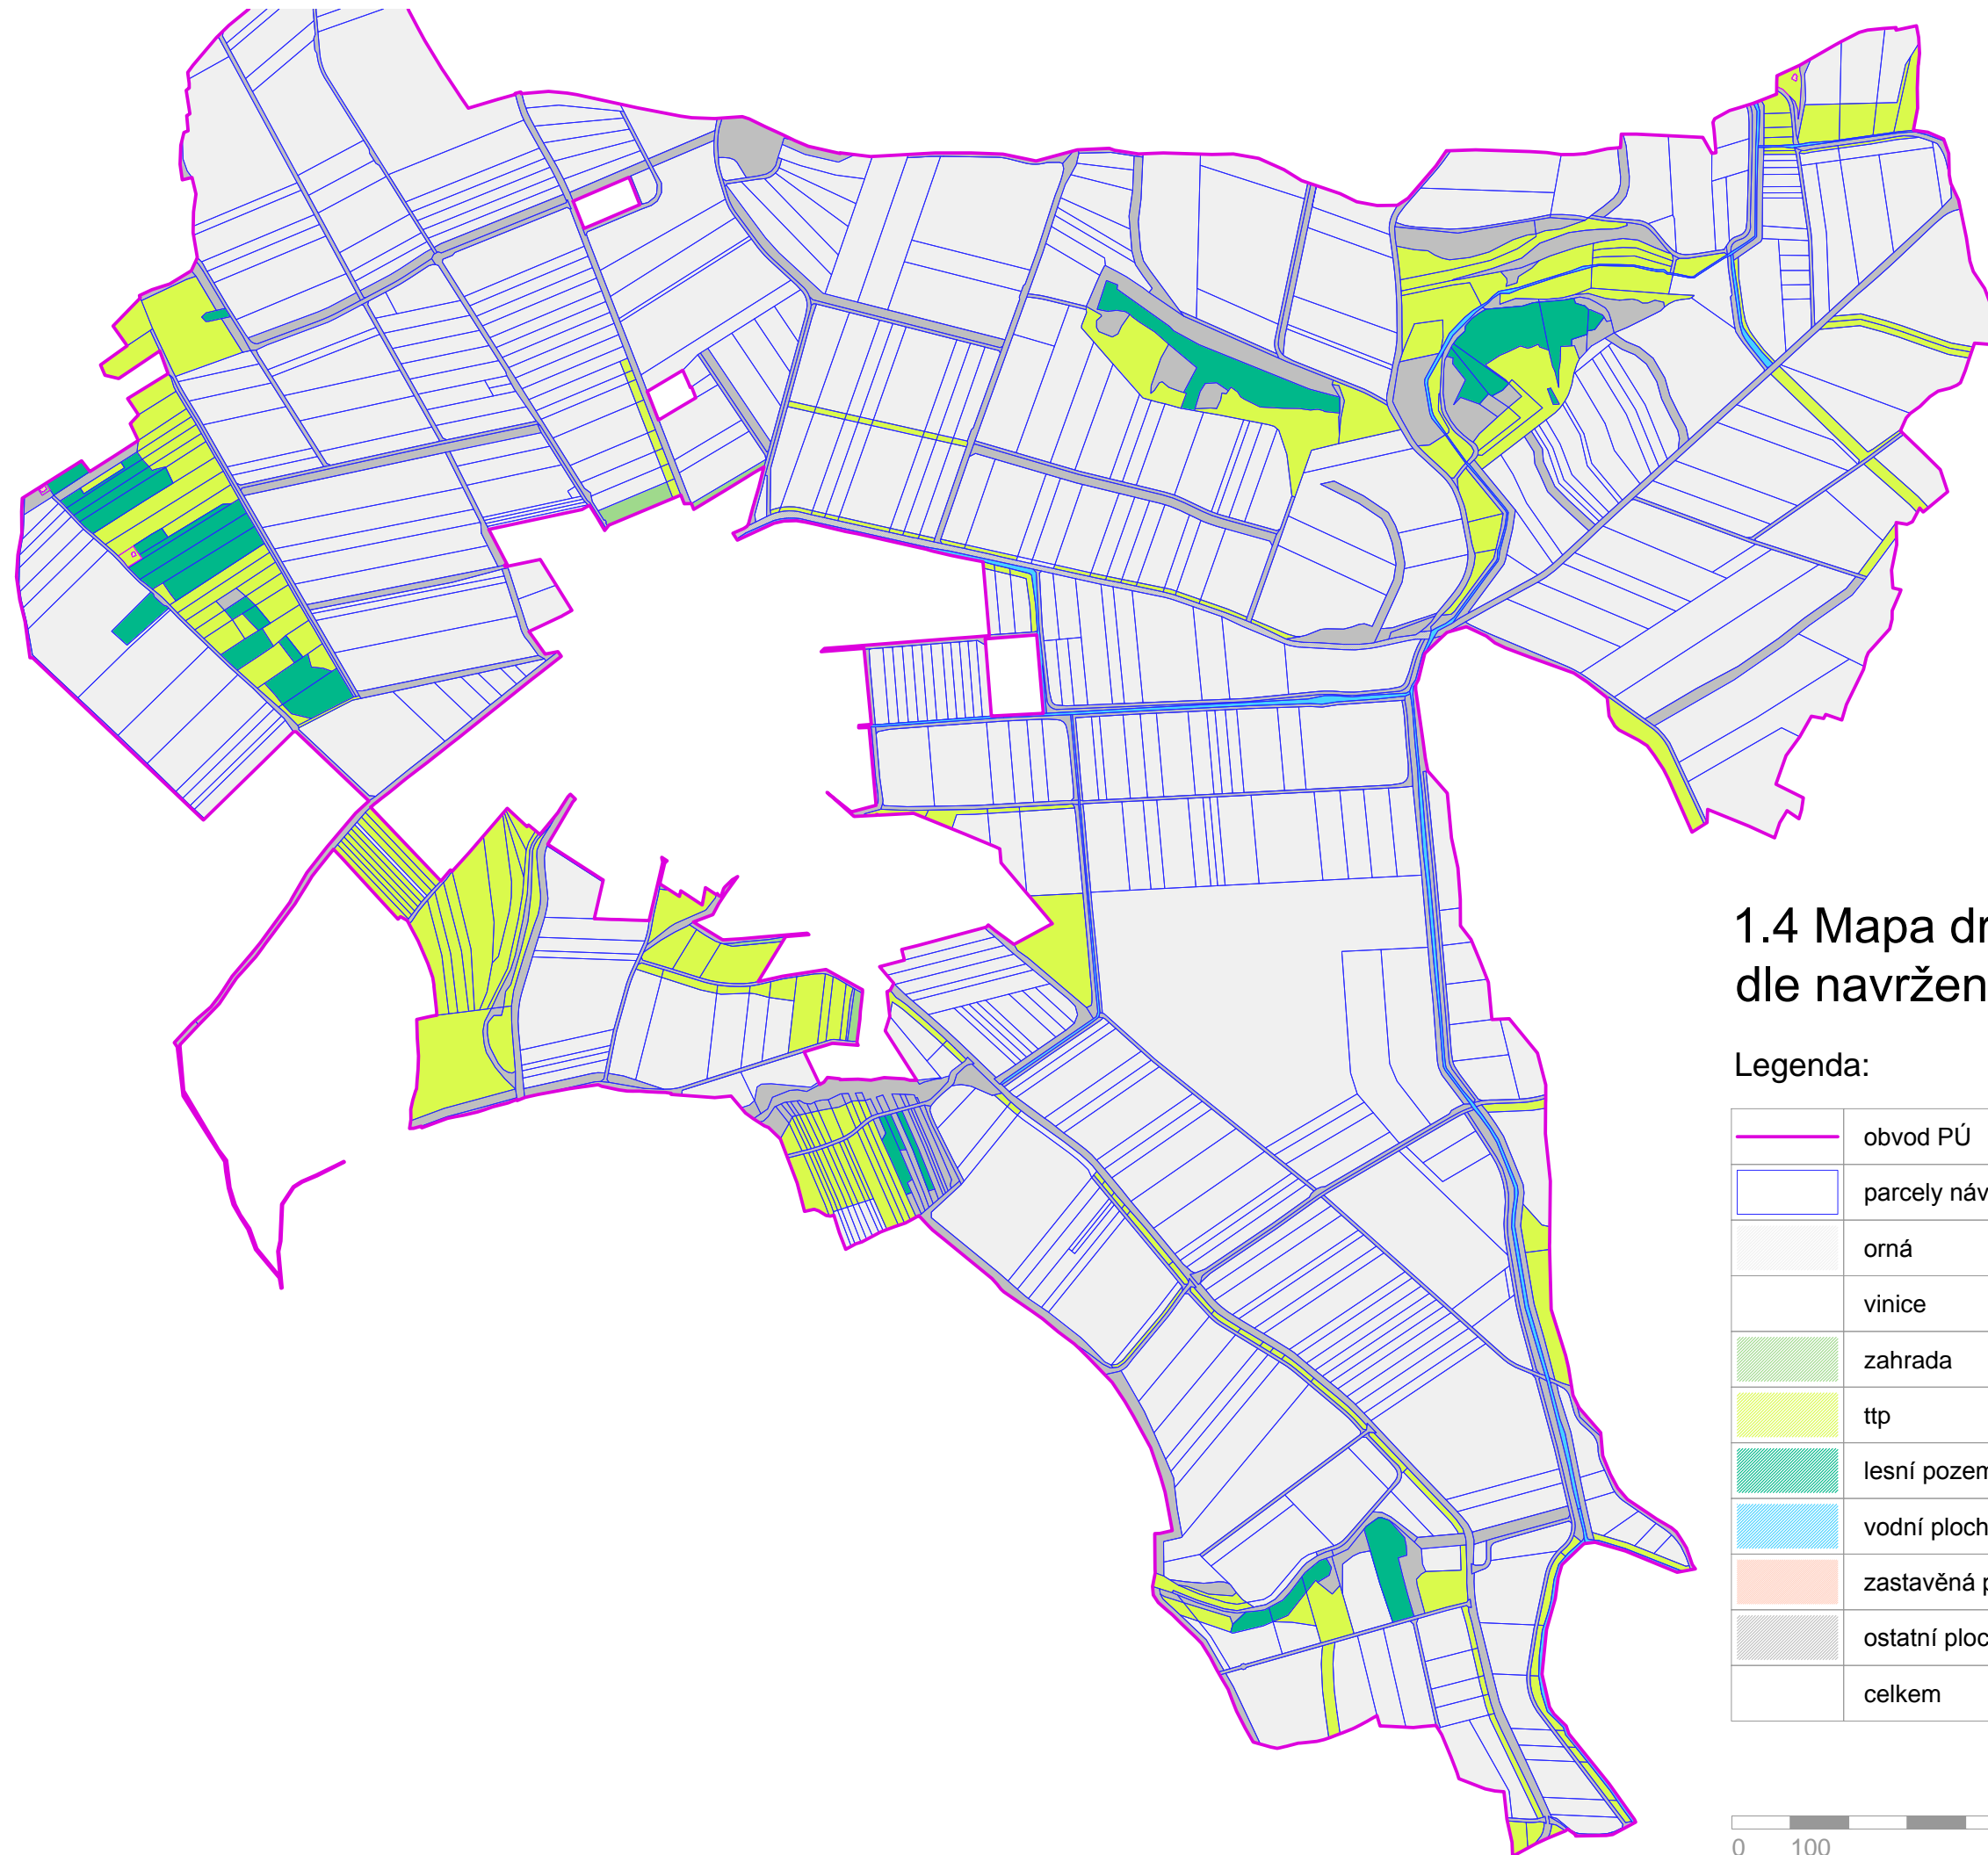 1.4 Mapa dr
dle navržen
Legenda:
obvod PÚ
parcely náv
orná
vinice
zahrada
ttp
lesní pozem
vodní ploch
zastavěná p
ostatní ploc
celkem
0 100